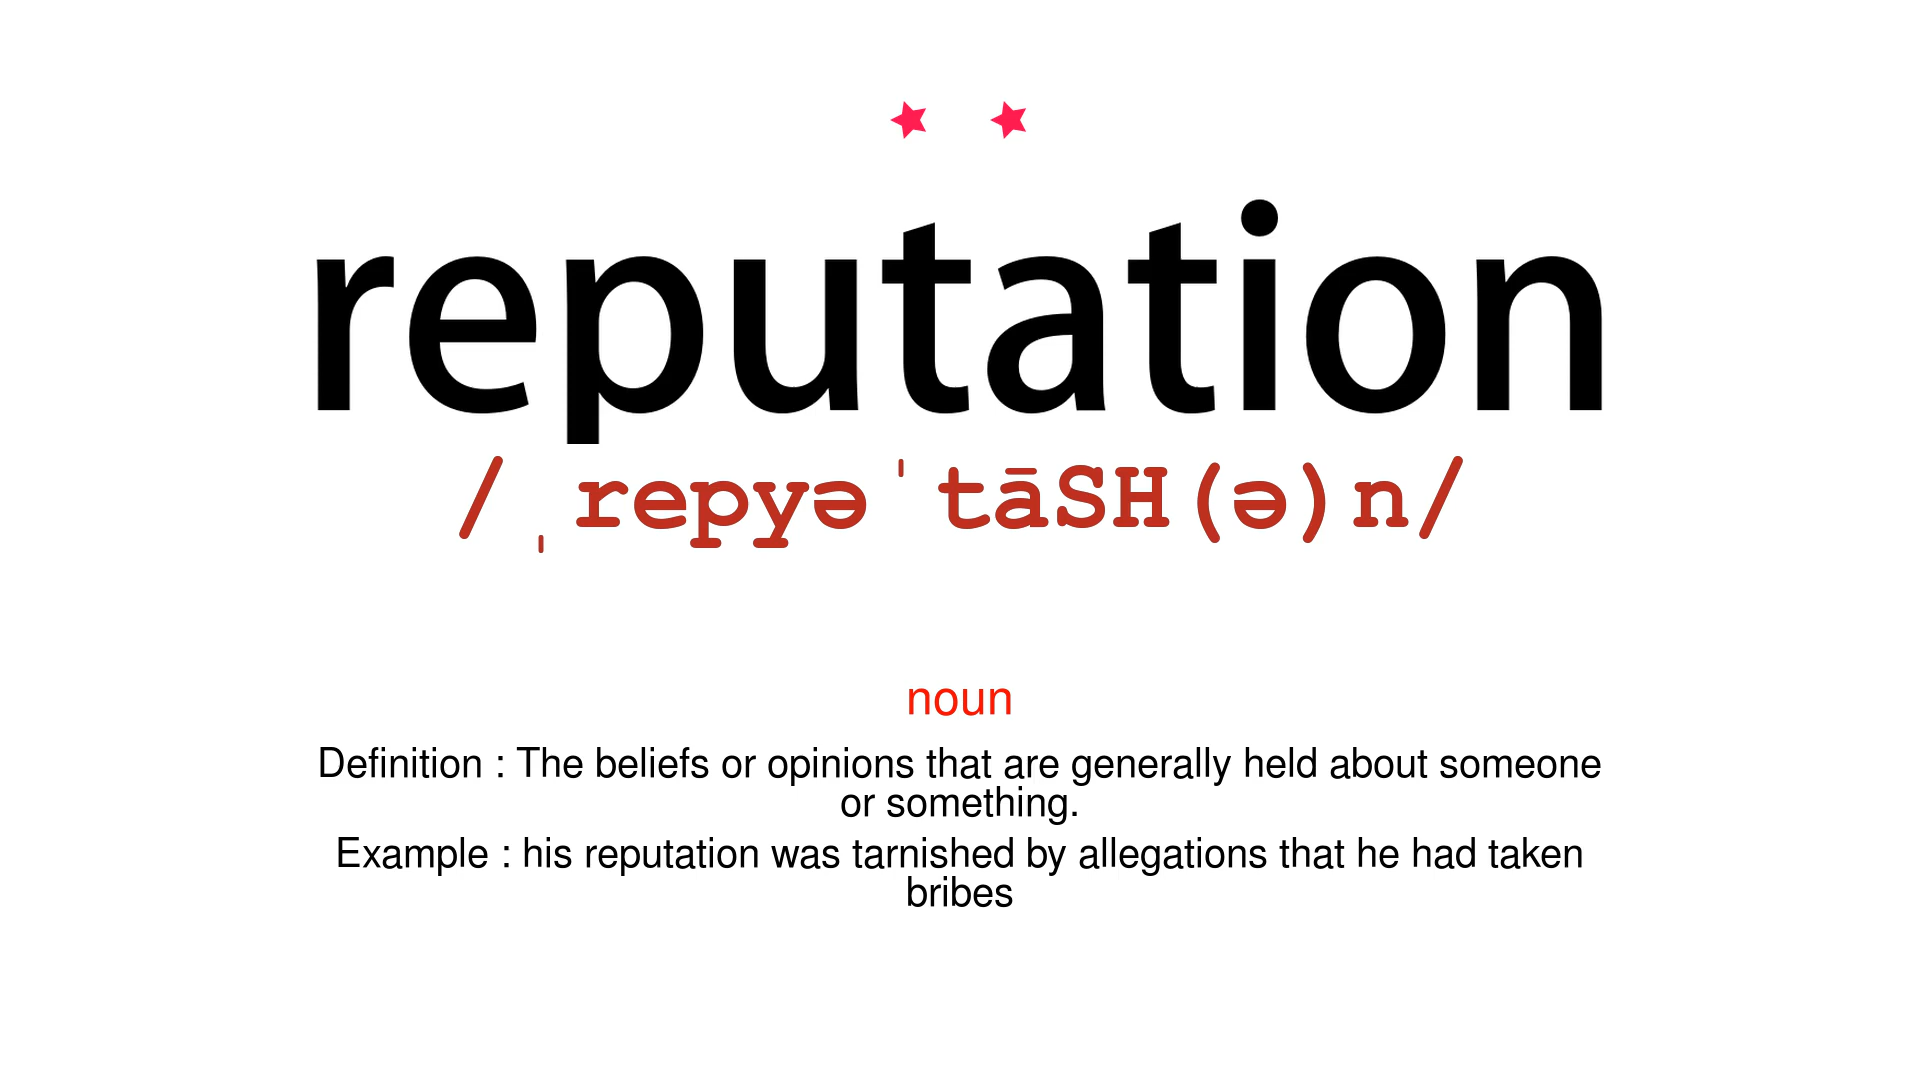 reputation
/ˌrepyəˈtāSH(ə)n/
noun
Definition : The beliefs or opinions that are generally held about someone
or something.
Example : his reputation was tarnished by allegations that he had taken
bribes